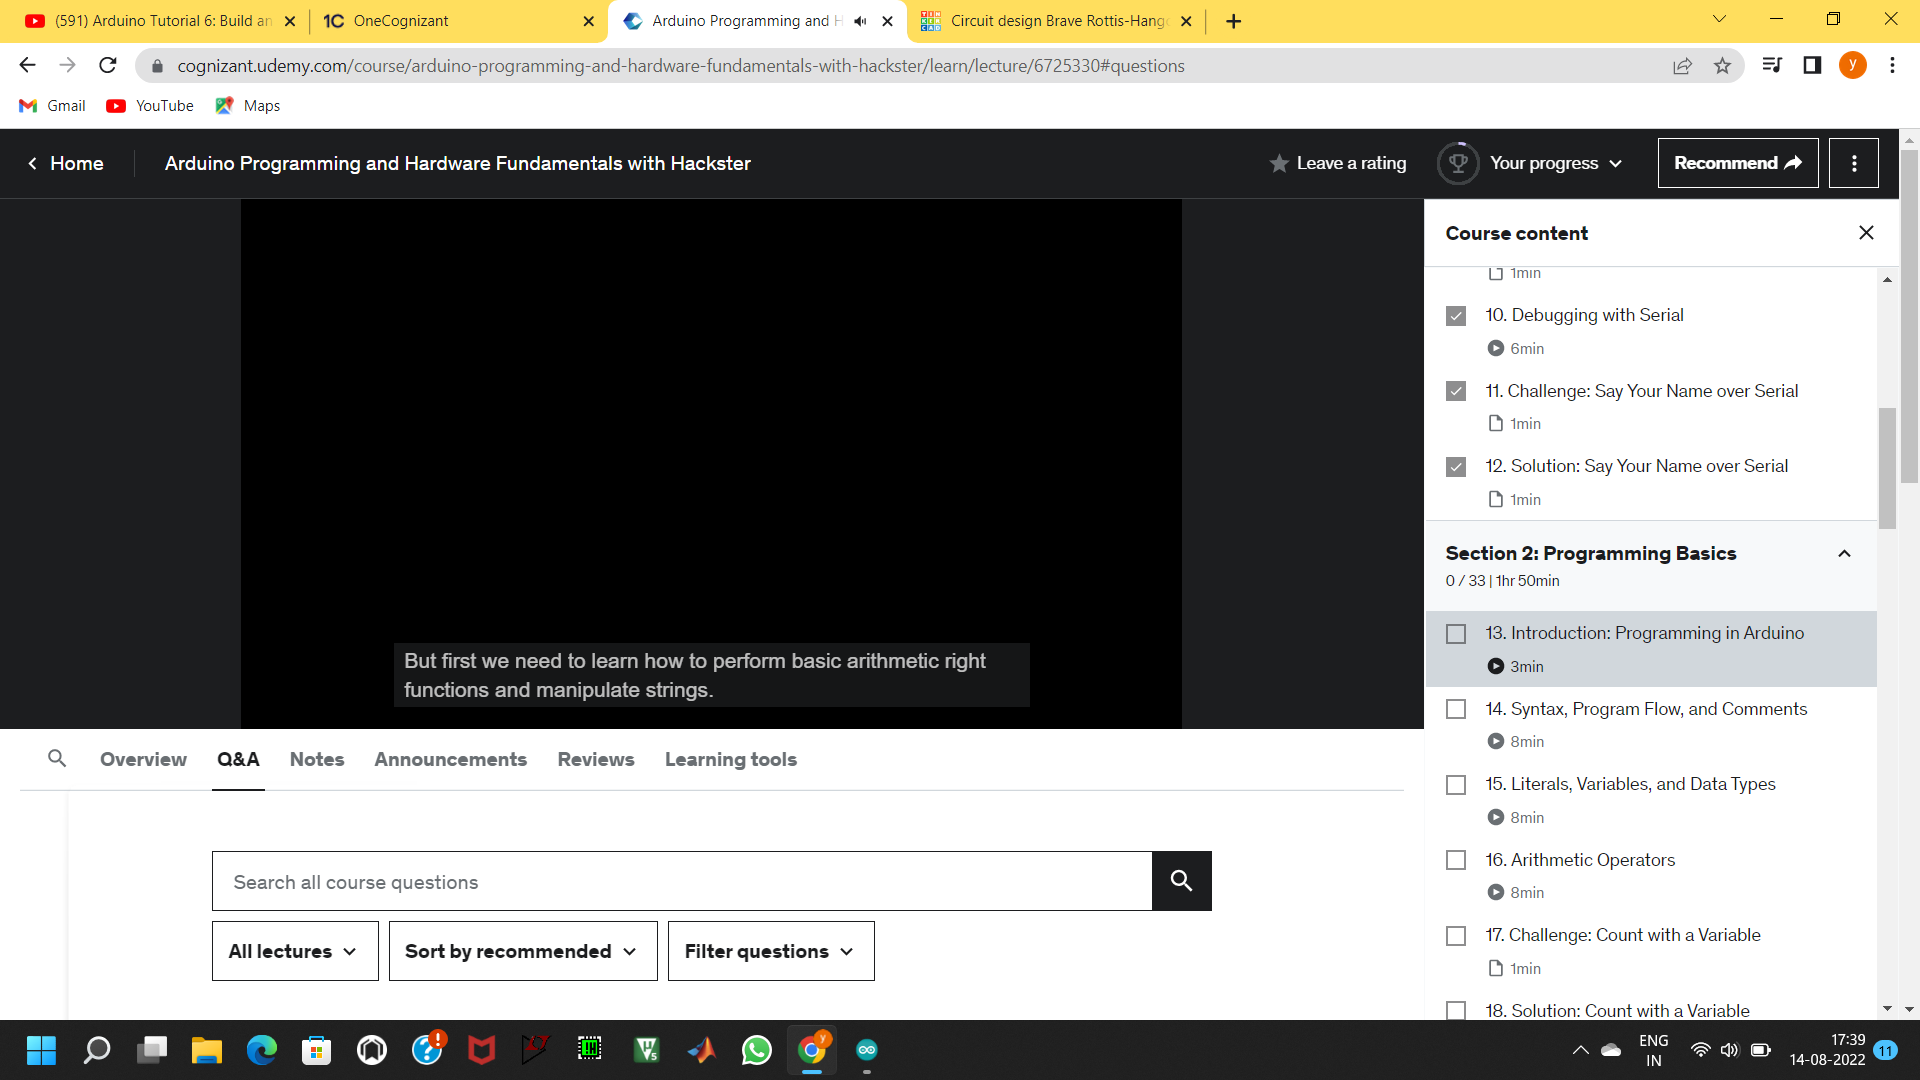 (591) Arduino Tutorial 6: Build an
OneCognizant
Arduino Programming and H
Circuit design Brave Rottis-Hang
cognizant.udemy.com/course/arduino-programming-and-hardware-fundamentals-with-hackster/learn/lecture/6725330#questions
y
Gmail
YouTube
Maps
Home
Arduino Programming and Hardware Fundamentals with Hackster
Leave a rating
Your progress
Recommend
But first we need to learn how to perform basic arithmetic right
functions and manipulate strings.
Course content
1min
10. Debugging with Serial
6min
11. Challenge: Say Your Name over Serial
1min
12. Solution: Say Your Name over Serial
1min
Section 2: Programming Basics
0 / 33 | 1hr 50min
13. Introduction: Programming in Arduino
3min
14. Syntax, Program Flow, and Comments
8min
15. Literals, Variables, and Data Types
8min
16. Arithmetic Operators
8min
17. Challenge: Count with a Variable
1min
18. Solution: Count with a Variable
Overview
Q&A
Notes
Announcements
Reviews
Learning tools
Search all course questions
All lectures
Sort by recommended
Filter questions
ENG
IN
17:39
14-08-2022
11